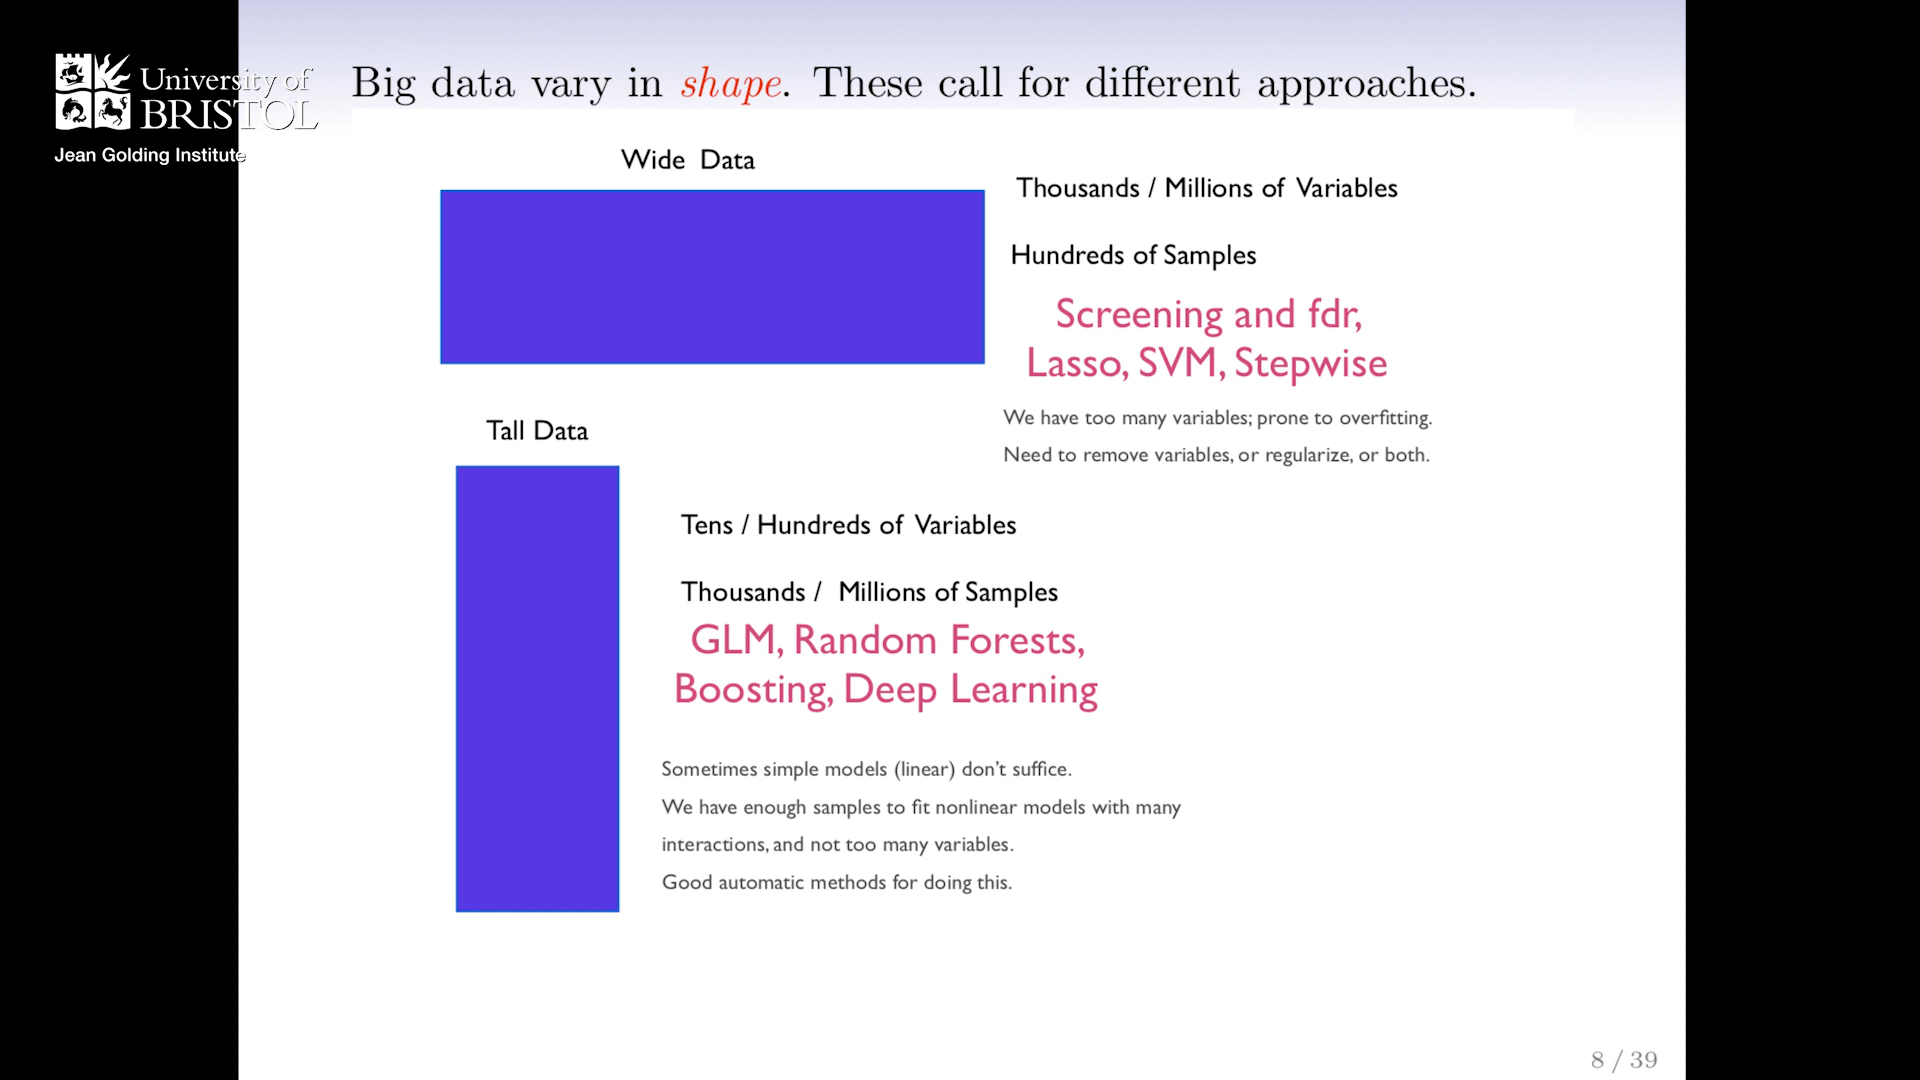 University of
BRISTOL
Jean Golding Institute
Big data vary in shape. These call for different approaches.
Wide Data
Thousands / Millions of Variables
Hundreds of Samples
Screening and fdr,
Lasso, SVM, Stepwise
We have too many variables; prone to overfitting.
Need to remove variables, or regularize, or both.
Tall Data
Tens / Hundreds of Variables
Thousands / Millions of Samples
GLM, Random Forests,
Boosting, Deep Learning
Sometimes simple models (linear) don't suffice.
We have enough samples to fit nonlinear models with many
interactions, and not too many variables.
Good automatic methods for doing this.
8 / 39